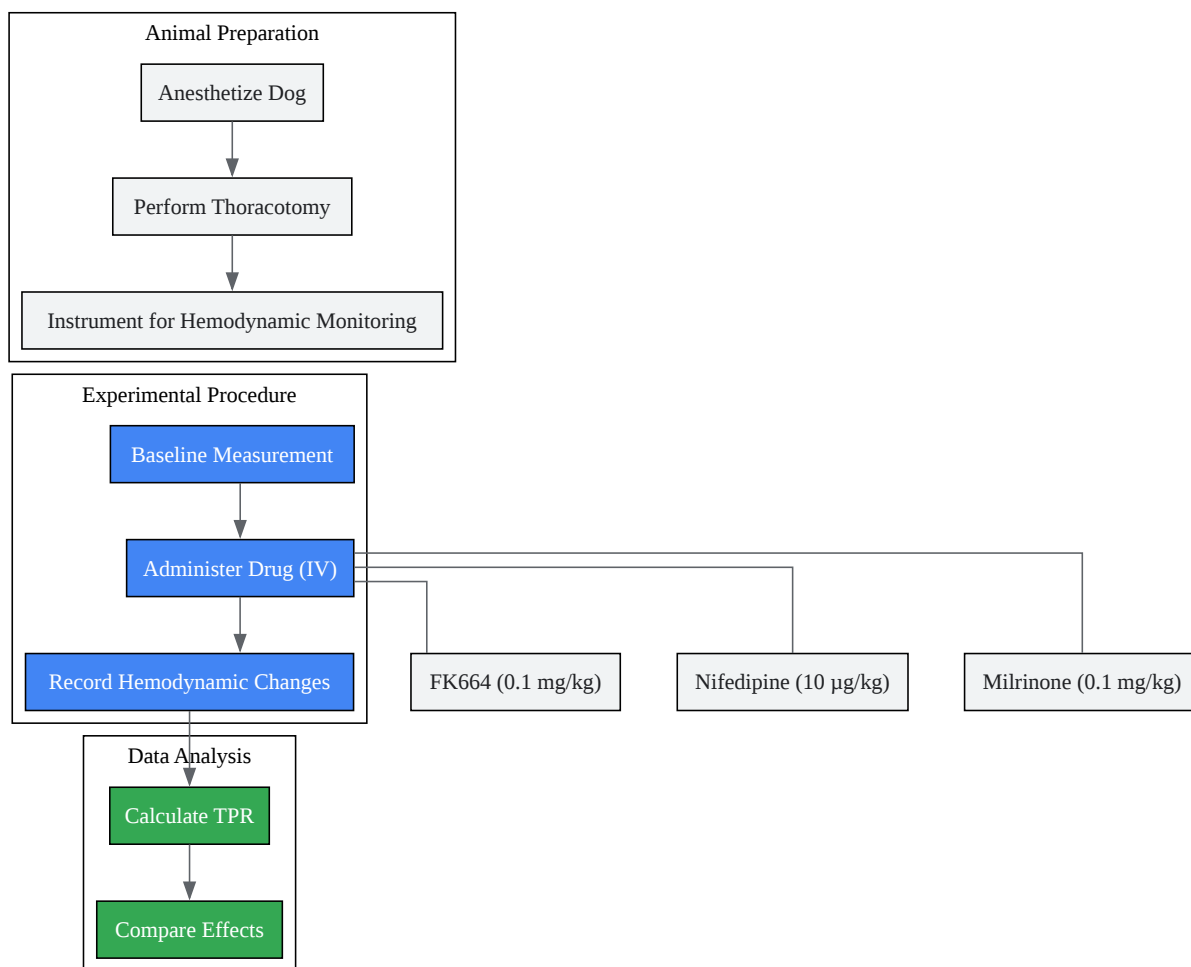 Animal Preparation
Anesthetize Dog
Perform Thoracotomy
Instrument for Hemodynamic Monitoring
Experimental Procedure
Baseline Measurement
Administer Drug (IV)
Record Hemodynamic Changes
FK664 (0.1 mg/kg)
Nifedipine (10 µg/kg)
Milrinone (0.1 mg/kg)
Data Analysis
Calculate TPR
Compare Effects